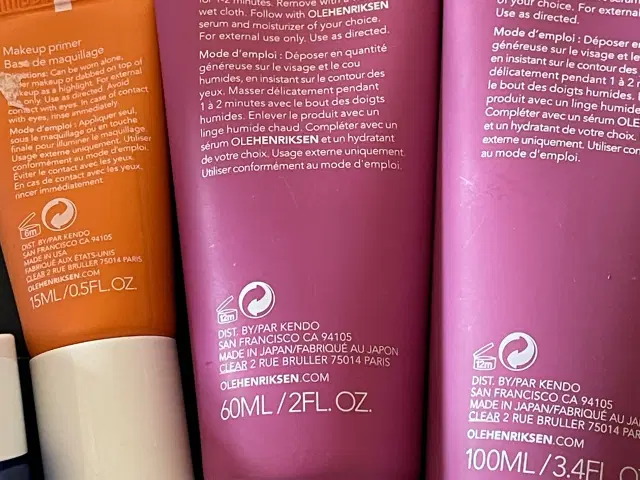 Makeup primer
Base de maquillage
Can be worn alone,
makeup or dabbed on top of
makeup as a highlight. For external
use only. Use as directed. Avoid
contact with eyes. In case of contact
with eyes, rinse immediately.
Mode d'emploi : Appliquer seul,
sous le maquillage ou en touche
finale pour illuminer le maquillage.
Usage externe uniquement. Utiliser
conformément au mode d'emploi.
Éviter le contact avec les yeux.
En cas de contact avec les yeux,
rincer immédiatement.
6m
DIST. BY/PAR KENDO
SAN FRANCISCO CA 94105
MADE IN USA
FABRIQUÉ AUX ÉTATS-UNIS
CLEAR 2 RUE BRULLER 75014 PARIS
OLEHENRIKSEN.COM
15ML/0.5FL.OZ
1-2 minutes. Remove with a
wet cloth. Follow with OLEHENRIKSEN
serum and moisturizer of your choice.
For external use only. Use as directed.
Mode d'emploi : Déposer en quantité
généreuse sur le visage et le cou
humides, en insistant sur le contour des
yeux. Masser délicatement pendant
1 à 2 minutes avec le bout des doigts
humides. Enlever le produit avec un
linge humide chaud. Compléter avec un
sérum OLEHENRIKSEN et un hydratant
de votre choix. Usage externe uniquement.
Utiliser conformément au mode d'emploi.
12m
DIST. BY/PAR KENDO
SAN FRANCISCO CA 94105
MADE IN JAPAN/FABRIQUÉ AU JAPON
CLEAR 2 RUE BRULLER 75014 PARIS
OLEHENRIKSEN.COM
60ML/2FL. OZ.
of your choice. For external
Use as directed.
Mode d'emploi : Déposer en
généreuse sur le visage et le
en insistant sur le contour des
délicatement pendant 1 à 2
le bout des doigts humides.
produit avec un linge humide
Compléter avec un sérum
et un hydratant de votre choix.
externe uniquement. Utiliser
au mode d'emploi.
12m
DIST. BY/PAR KENDO
SAN FRANCISCO CA 94105
MADE IN JAPAN/FABRIQUÉ AU
CLEAR 2 RUE BRULLER 75014
OLEHENRIKSEN.COM
100ML/3.4FL